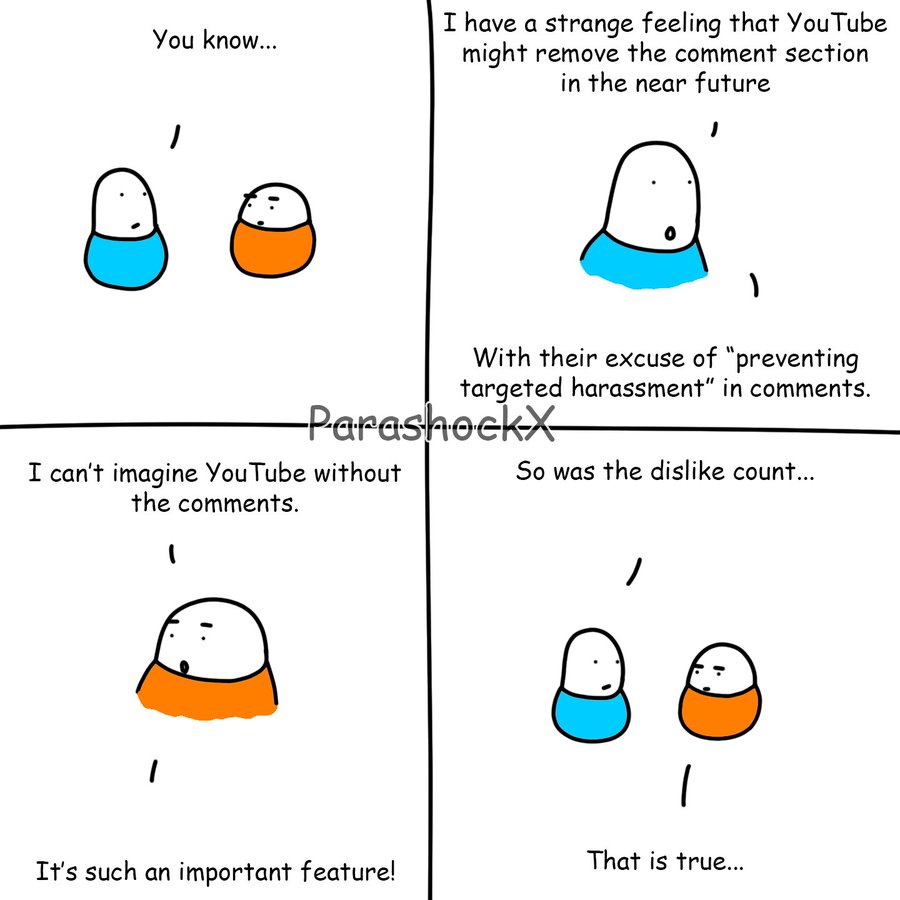 You know...
I have a strange feeling that YouTube
might remove the comment section
in the near future
With their excuse of “preventing
targeted harassment” in comments.
ParashockX
I can't imagine YouTube without
the comments.
It's such an important feature!
So was the dislike count...
That is true...